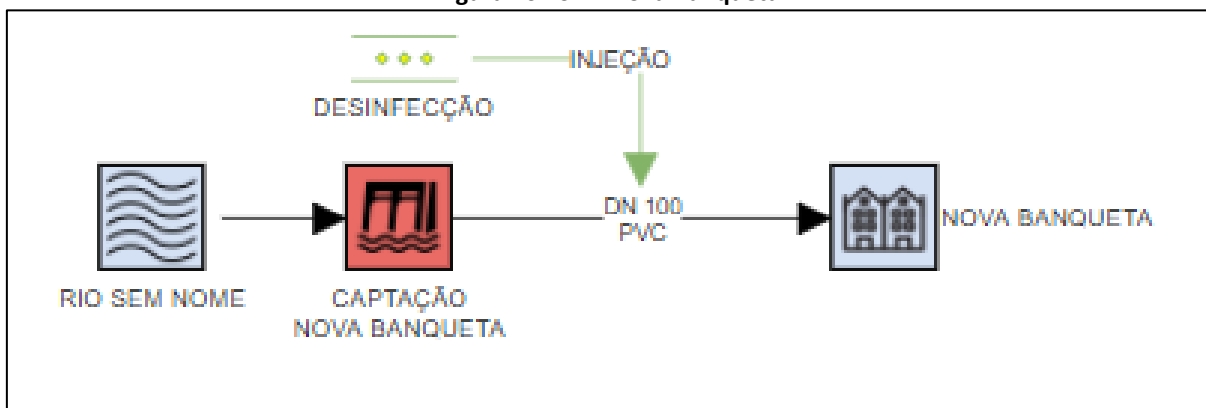 INJEÇÃO
DESINFECÇÃO
DN 100
PVC
NOVA BANQUETA
RIO SEM NOME
CAPTAÇÃO
NOVA BANQUETA